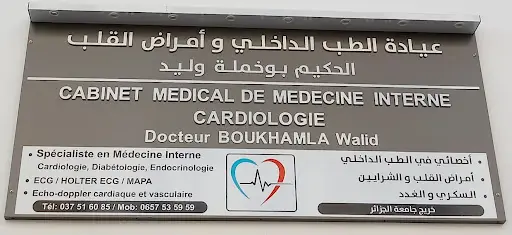 عيادة الطب الداخلي و أمراض القلب
الحكيم بوخملة وليد
CABINET MEDICAL DE MEDECINE INTERNE
CARDIOLOGIE
Docteur BOUKHAMLA Walid
• Spécialiste en Médecine Interne
Cardiologie, Diabétologie, Endocrinologie
• ECG / HOLTER ECG / MAPA
• Echo-doppler cardiaque et vasculaire
Tél: 037 51 60 85 / Mob: 0657 53 59 59
• أخصائي في الطب الداخلي
• أمراض القلب و الشرايين
• السكري و الغدد
خريج جامعة الجزائر